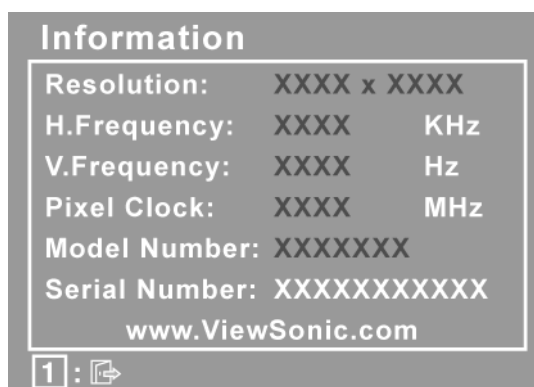 Information
Resolution: XXXX x XXXX
H.Frequency: XXXX KHz
V.Frequency: XXXX Hz
Pixel Clock: XXXX MHz
Model Number: XXXXXXX
Serial Number: XXXXXXXXXXX
www.ViewSonic.com
1 :